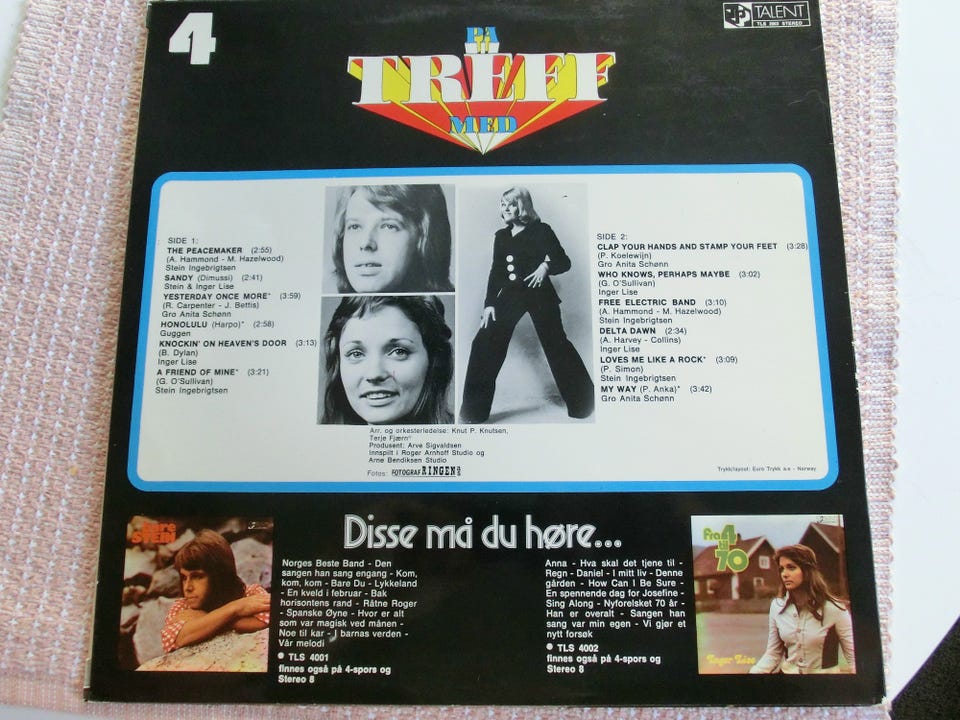 4
PÅ
TREFF
MED
TALENT
STEREO
SIDE 1:
THE PEACEMAKER (2:55)
(A. Hammond - M. Hazelwood)
Stein Ingebrigtsen
SANDY (Dimussi) (2:41)
Stein & Inger Lise
YESTERDAY ONCE MORE* (3:59)
(R. Carpenter - J. Bettis)
Gro Anita Schønn
HONOLULU (Harpo)* (2:58)
Guggen
KNOCKIN' ON HEAVEN'S DOOR (3:13)
(B. Dylan)
Inger Lise
A FRIEND OF MINE* (3:21)
(G. O'Sullivan)
Stein Ingebrigtsen
SIDE 2:
CLAP YOUR HANDS AND STAMP YOUR FEET (3:28)
(P. Koelewijn)
Gro Anita Schønn
WHO KNOWS, PERHAPS MAYBE (3:02)
(G. O'Sullivan)
Inger Lise
FREE ELECTRIC BAND (3:10)
(A. Hammond - M. Hazelwood)
Stein Ingebrigtsen
DELTA DAWN (2:34)
(A. Harvey - Collins)
Inger Lise
LOVES ME LIKE A ROCK* (3:09)
(P. Simon)
Stein Ingebrigtsen
MY WAY (P. Anka)* (3:42)
Gro Anita Schønn
Arr. og orkesterledelse: Knut P. Knutsen,
Terje Fjærn*
Produsent: Arve Sigvaldsen
Innspilt i Roger Arnhoff Studio og
Arne Bendiksen Studio
Fotos: FOTOGRAF RINGEN
Trykk/layout: Euro Trykk a.s - Norway
Disse må du høre...
Bare
STEIN
Norges Beste Band - Den
sangen han sang engang - Kom,
kom, kom - Bare Du - Lykkeland
- En kveld i februar - Bak
horisontens rand - Råtne Roger
- Spanske Øyne - Hvor er alt
som var magisk ved månen -
Noe til kar - I barnas verden -
Vår melodi
TLS 4001
finnes også på 4-spors og
Stereo 8
Anna - Hva skal det tjene til -
Regn - Daniel - I mitt liv - Denne
gården - How Can I Be Sure -
En spennende dag for Josefine -
Sing Along - Nyforelsket 70 år -
Han er overalt - Sangen han
sang var min egen - Vi gjør et
nytt forsøk
TLS 4002
finnes også på 4-spors og
Stereo 8
Fra 4
til
70
Inger Lise